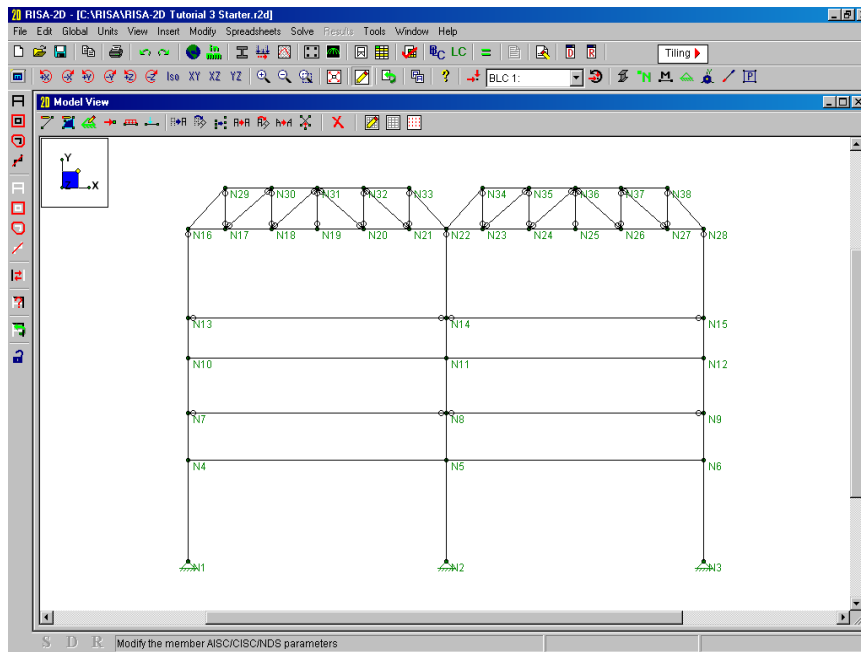 RISA-2D - [C:\RISA\RISA-2D Tutorial 3 Starter.r2d]
File Edit Global Units View Insert Modify Spreadsheets Solve Results Tools Window Help
LC D R Tiling
Iso XY XZ YZ BLC 1:
Model View
Y
Z X
N29 N30 N31 N32 N33 N34 N35 N36 N37 N38
N16 N17 N18 N19 N20 N21 N22 N23 N24 N25 N26 N27 N28
N13 N14 N15
N10 N11 N12
N7 N8 N9
N4 N5 N6
N1 N2 N3
S D R Modify the member AISC/CISC/NDS parameters